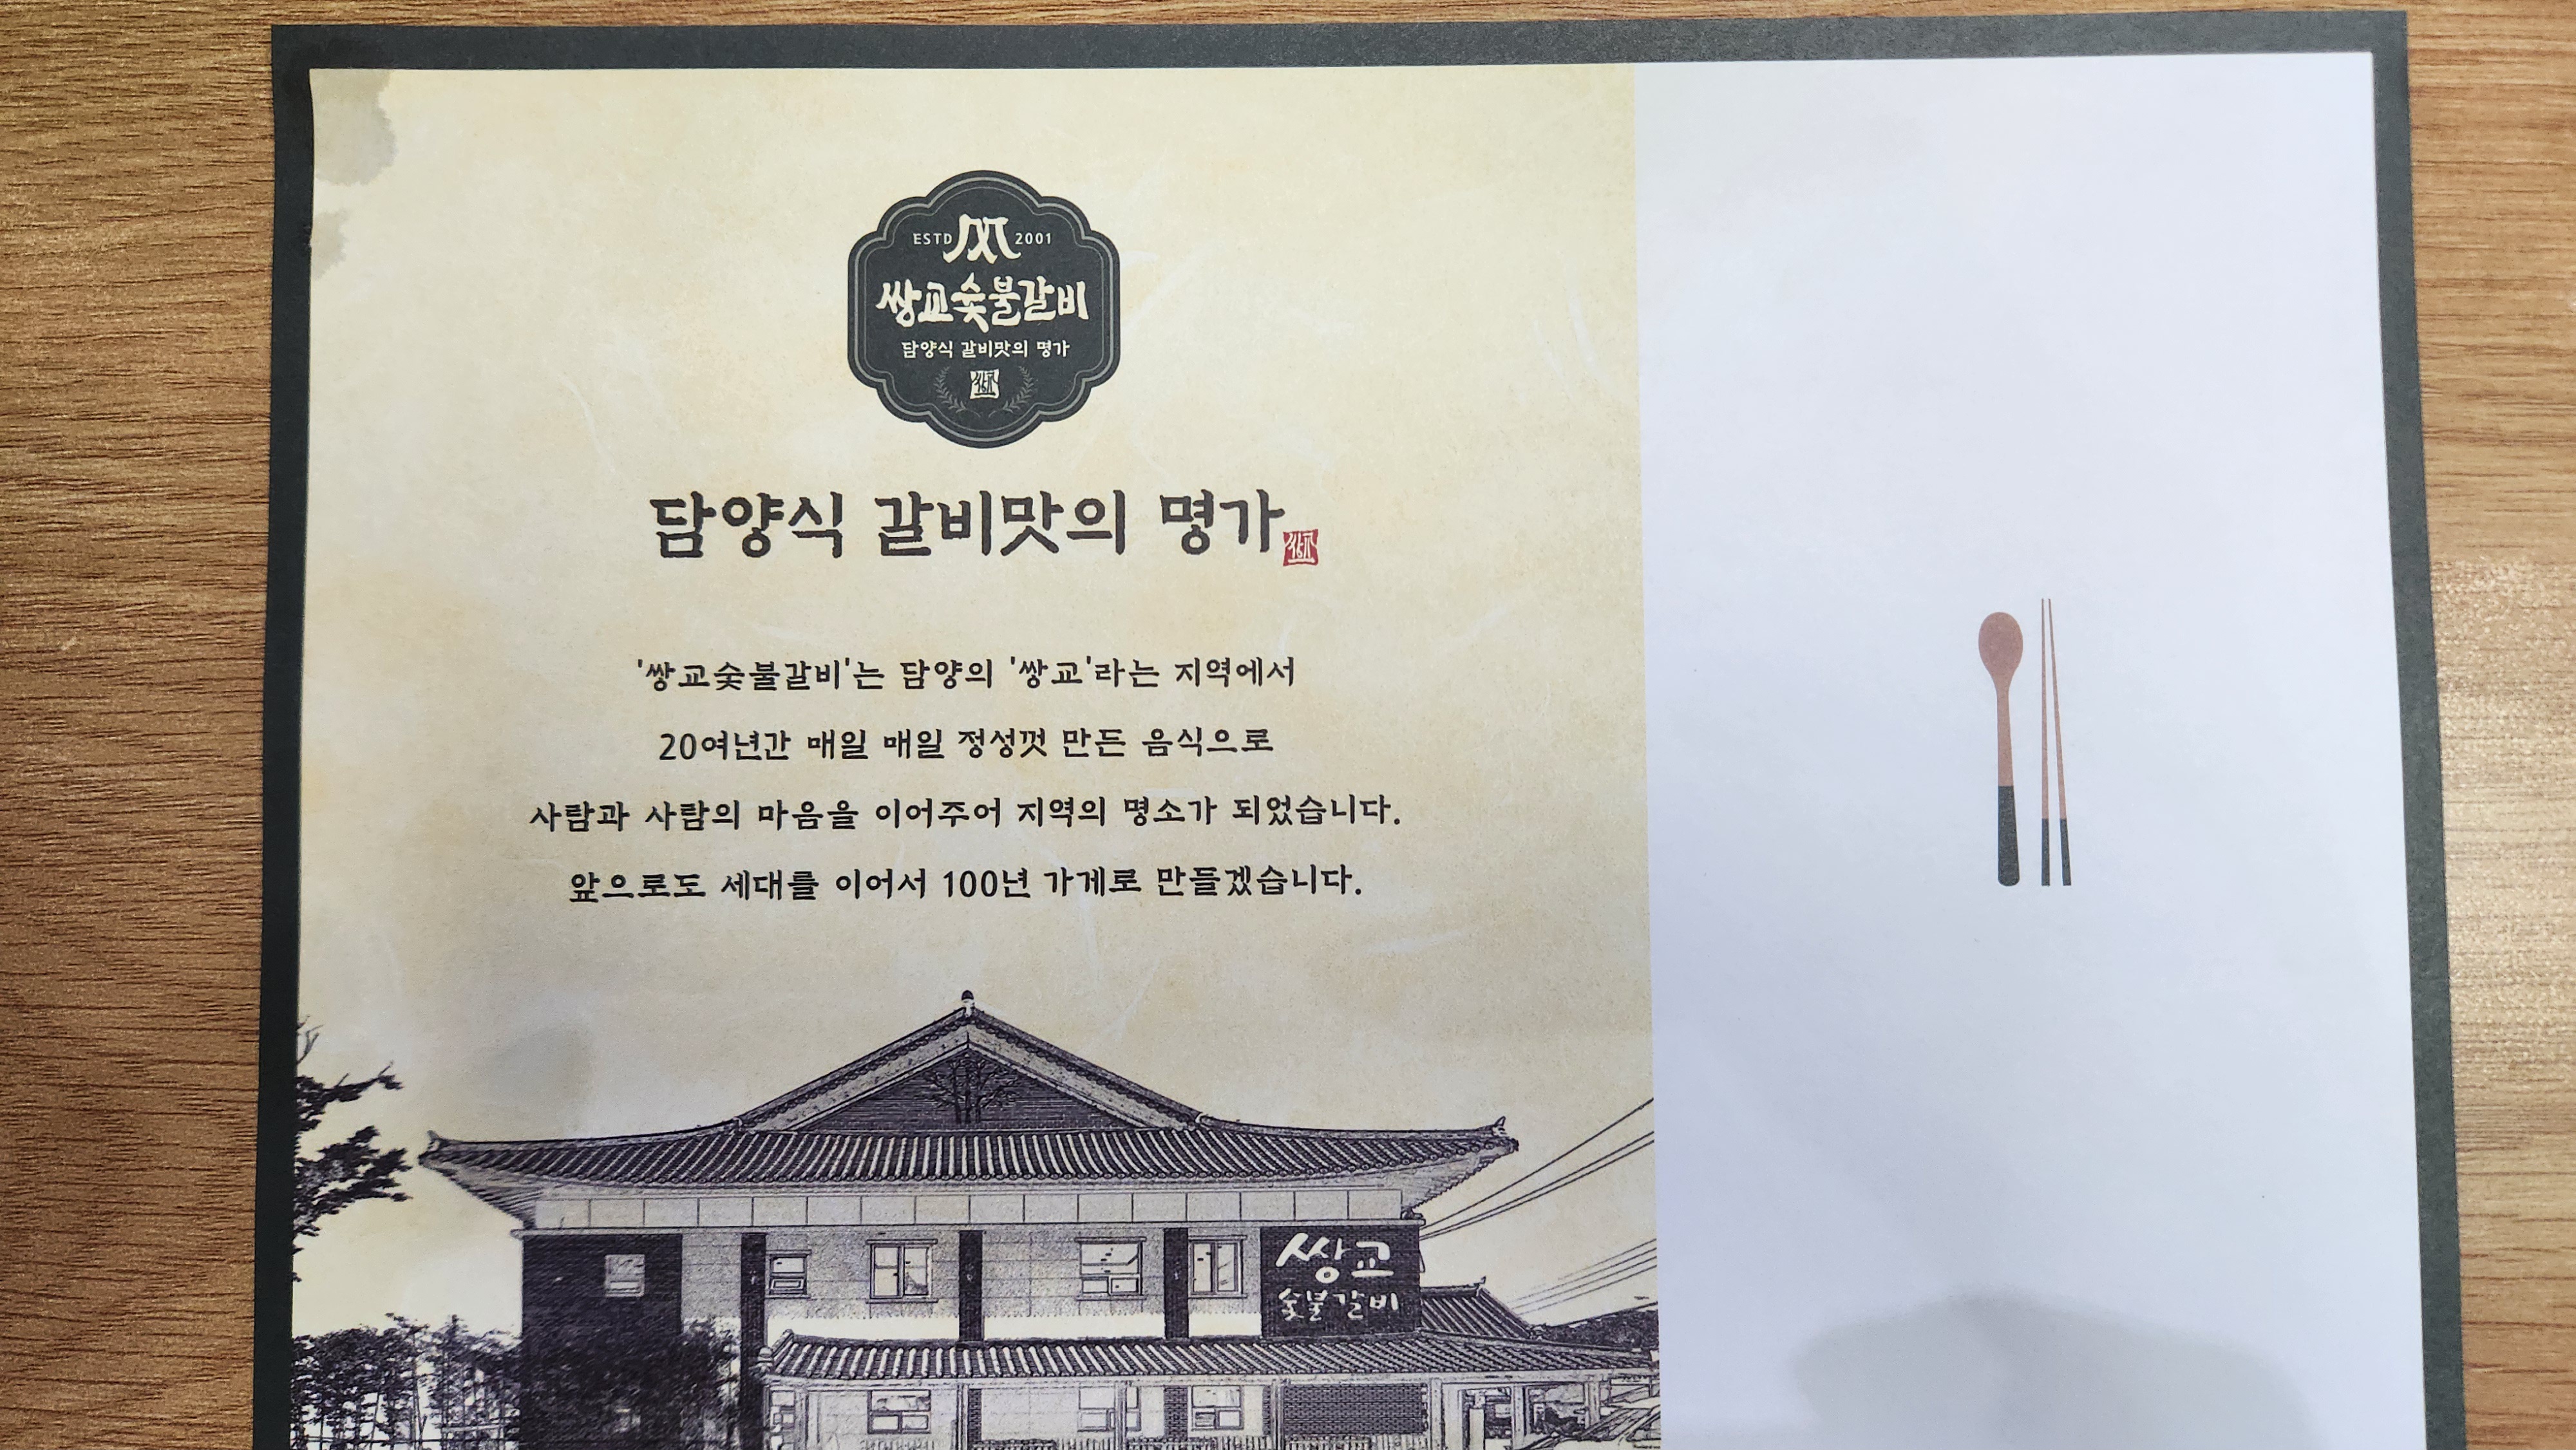 ESTD 2001
쌍교숯불갈비
담양식 갈비맛의 명가
쌍교
담양식 갈비맛의 명가
쌍교
'쌍교숯불갈비'는 담양의 '쌍교'라는 지역에서
20여년간 매일 매일 정성껏 만든 음식으로
사람과 사람의 마음을 이어주어 지역의 명소가 되었습니다.
앞으로도 세대를 이어서 100년 가게로 만들겠습니다.
쌍교
숯불갈비